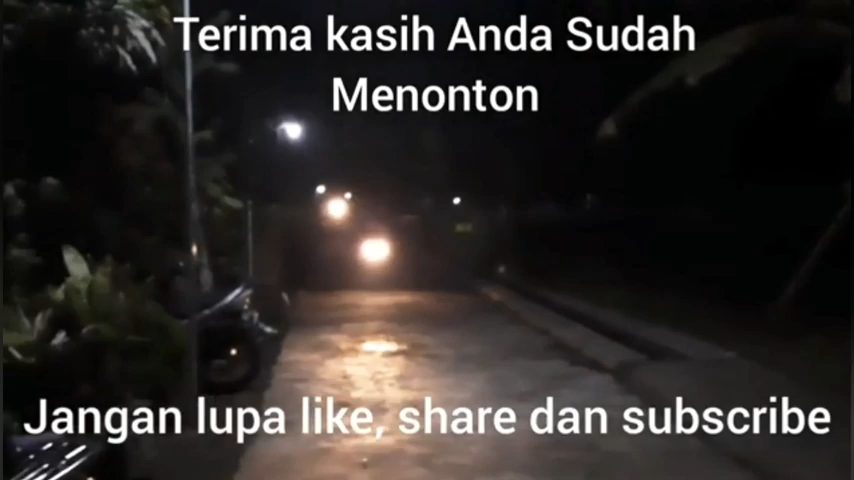 Terima kasih Anda Sudah
Menonton
Jangan lupa like, share dan subscribe